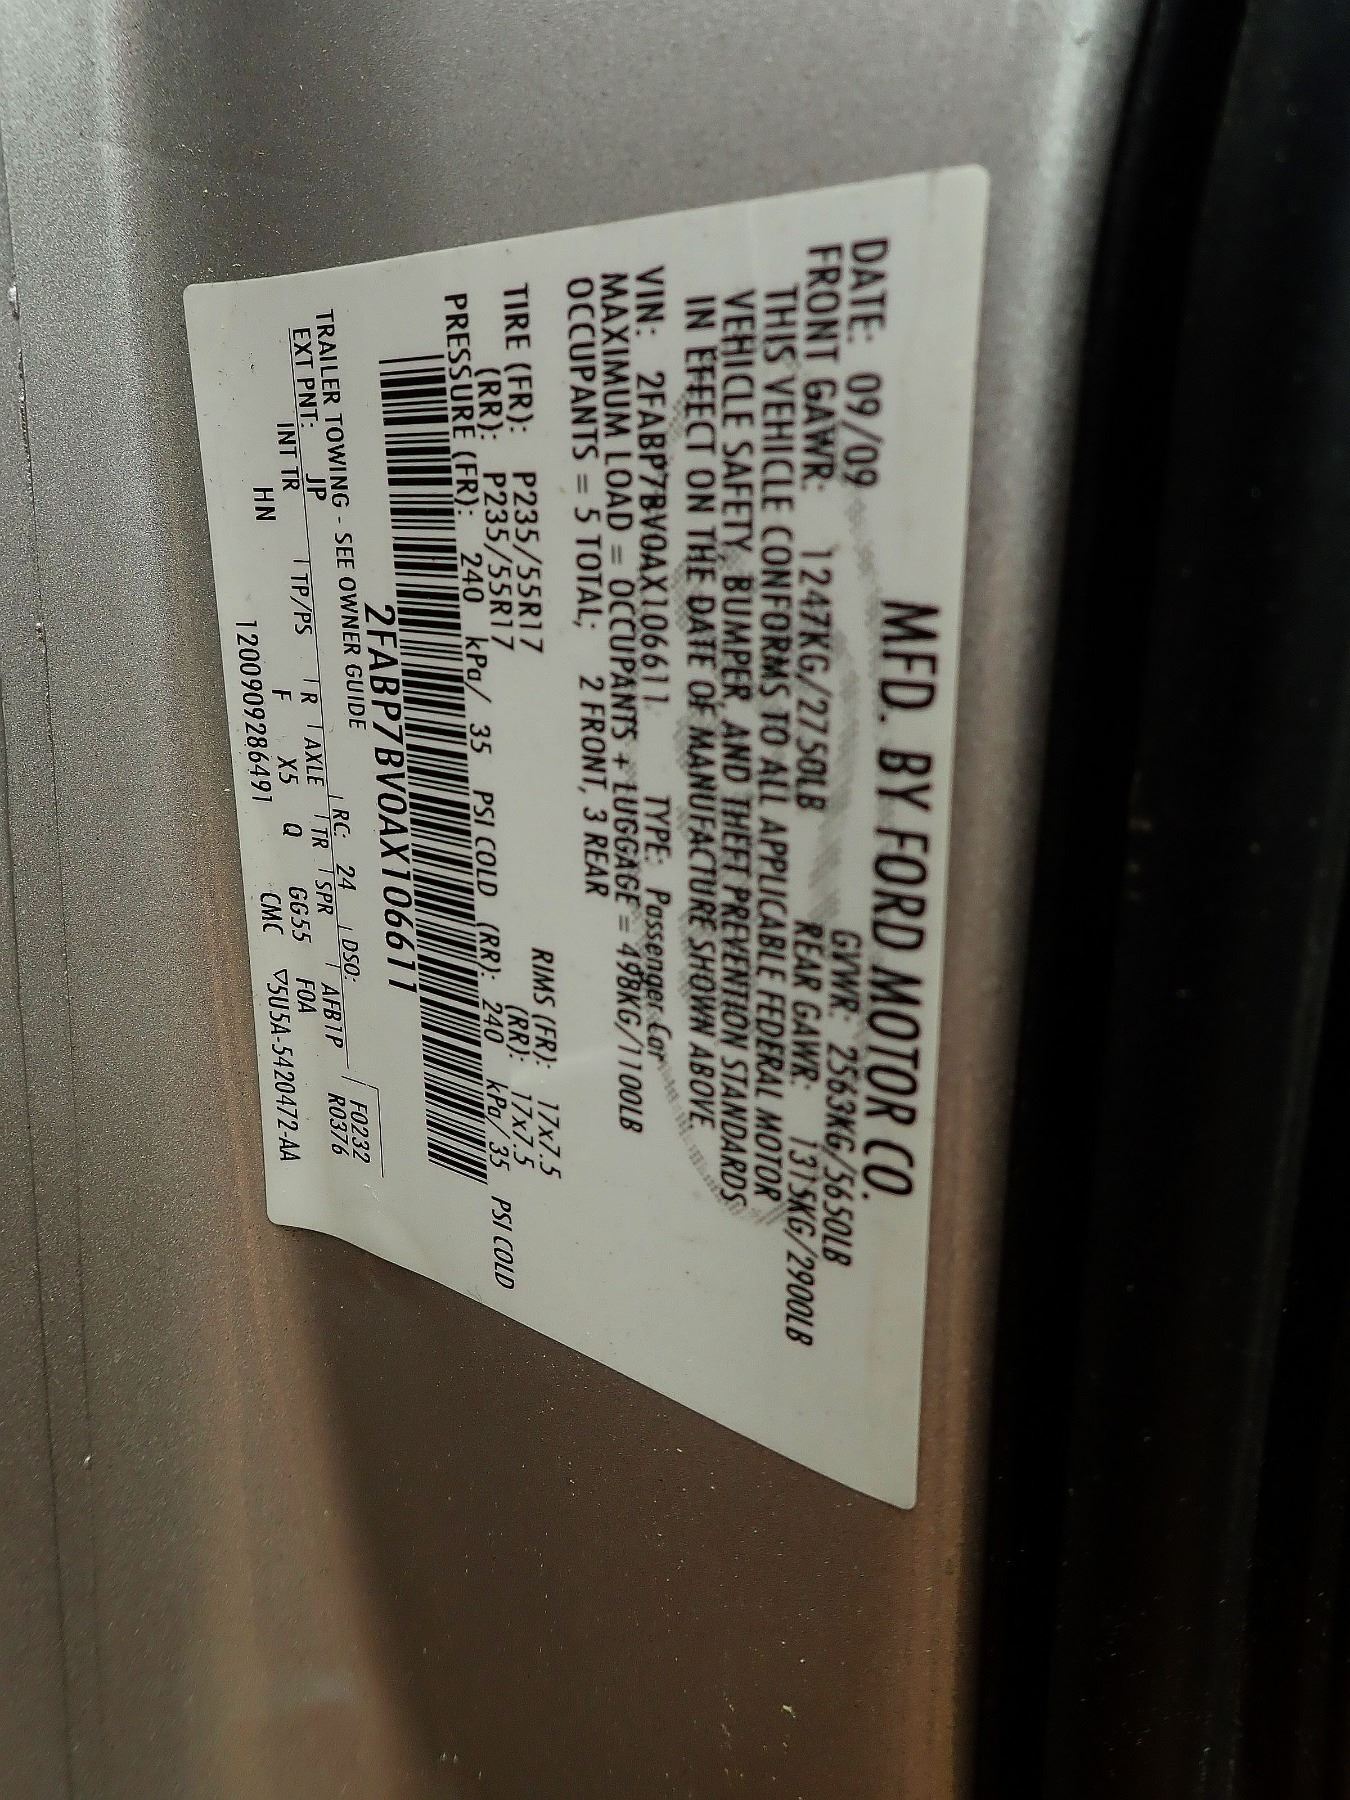 MFD. BY FORD MOTOR CO.
DATE: 09/09 GVWR: 2563KG/5650LB
FRONT GAWR: 1247KG/2750LB REAR GAWR: 1315KG/2900LB
THIS VEHICLE CONFORMS TO ALL APPLICABLE FEDERAL MOTOR
VEHICLE SAFETY, BUMPER, AND THEFT PREVENTION STANDARDS
IN EFFECT ON THE DATE OF MANUFACTURE SHOWN ABOVE.
VIN: 2FABP7BV0AX106611 TYPE: Passenger Car
MAXIMUM LOAD = OCCUPANTS + LUGGAGE = 498KG/1100LB
OCCUPANTS = 5 TOTAL; 2 FRONT, 3 REAR
TIRE (FR): P235/55R17 RIMS (FR): 17x7.5
(RR): P235/55R17 (RR): 17x7.5
PRESSURE (FR): 240 kPa/ 35 PSI COLD (RR): 240 kPa/ 35 PSI COLD
2FABP7BV0AX106611
TRAILER TOWING - SEE OWNER GUIDE F0232
EXT PNT: JP RC: 24 DSO: R0376
INT TR TP/PS R AXLE TR SPR AFB1P
HN F X5 Q GG55 F0A
1200909286491 CMC ▽5U5A-5420472-AA